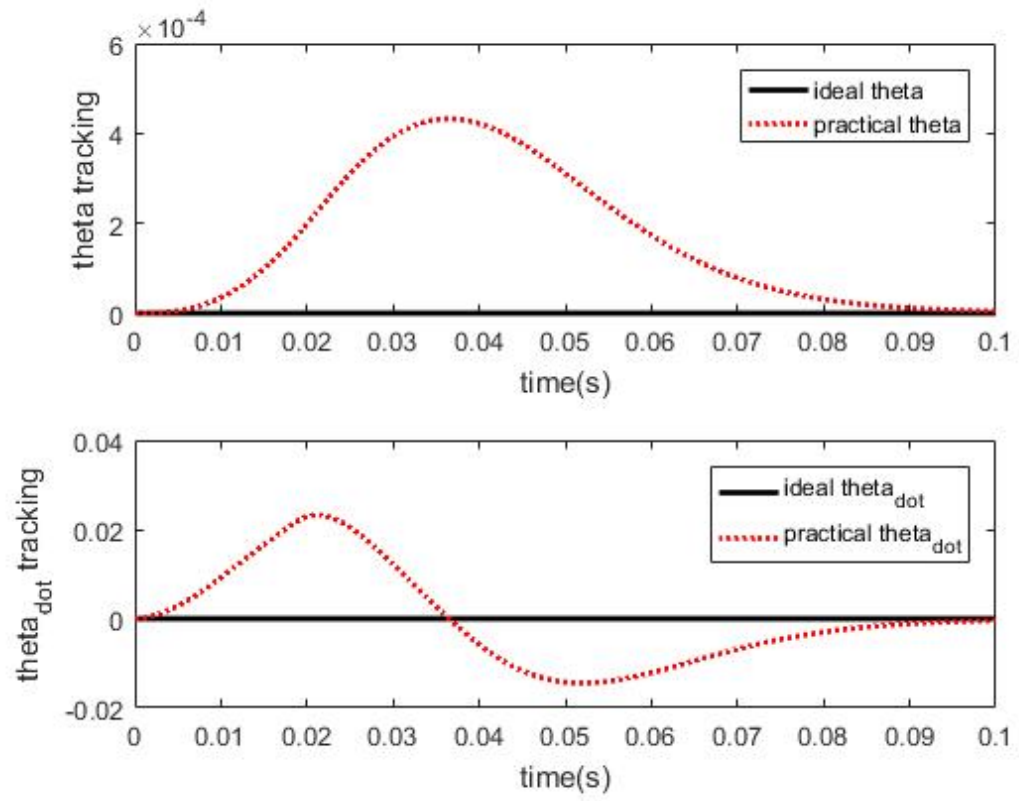 ×10⁻⁴
6
4
2
0
theta tracking
ideal theta
practical theta
0 0.01 0.02 0.03 0.04 0.05 0.06 0.07 0.08 0.09 0.1
time(s)
0.04
0.02
0
-0.02
theta_dot tracking
ideal theta_dot
practical theta_dot
0 0.01 0.02 0.03 0.04 0.05 0.06 0.07 0.08 0.09 0.1
time(s)